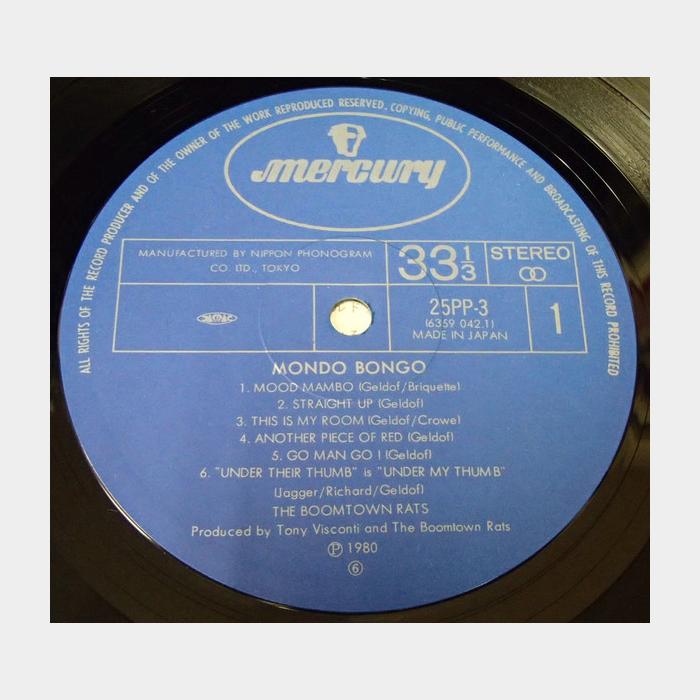 ALL RIGHTS OF THE RECORD PRODUCER AND OF THE OWNER OF THE WORK REPRODUCED RESERVED. COPYING, PUBLIC PERFORMANCE AND BROADCASTING OF THIS RECORD PROHIBITED
mercury
MANUFACTURED BY NIPPON PHONOGRAM
CO. LTD., TOKYO
33 1/3
STEREO
25PP-3
(6359 042.1)
MADE IN JAPAN
1
MONDO BONGO
1. MOOD MAMBO (Geldof/Briquette)
2. STRAIGHT UP (Geldof)
3. THIS IS MY ROOM (Geldof/Crowe)
4. ANOTHER PIECE OF RED (Geldof)
5. GO MAN GO ! (Geldof)
6. "UNDER THEIR THUMB" is "UNDER MY THUMB"
(Jagger/Richard/Geldof)
THE BOOMTOWN RATS
Produced by Tony Visconti and The Boomtown Rats
℗ 1980
⑥